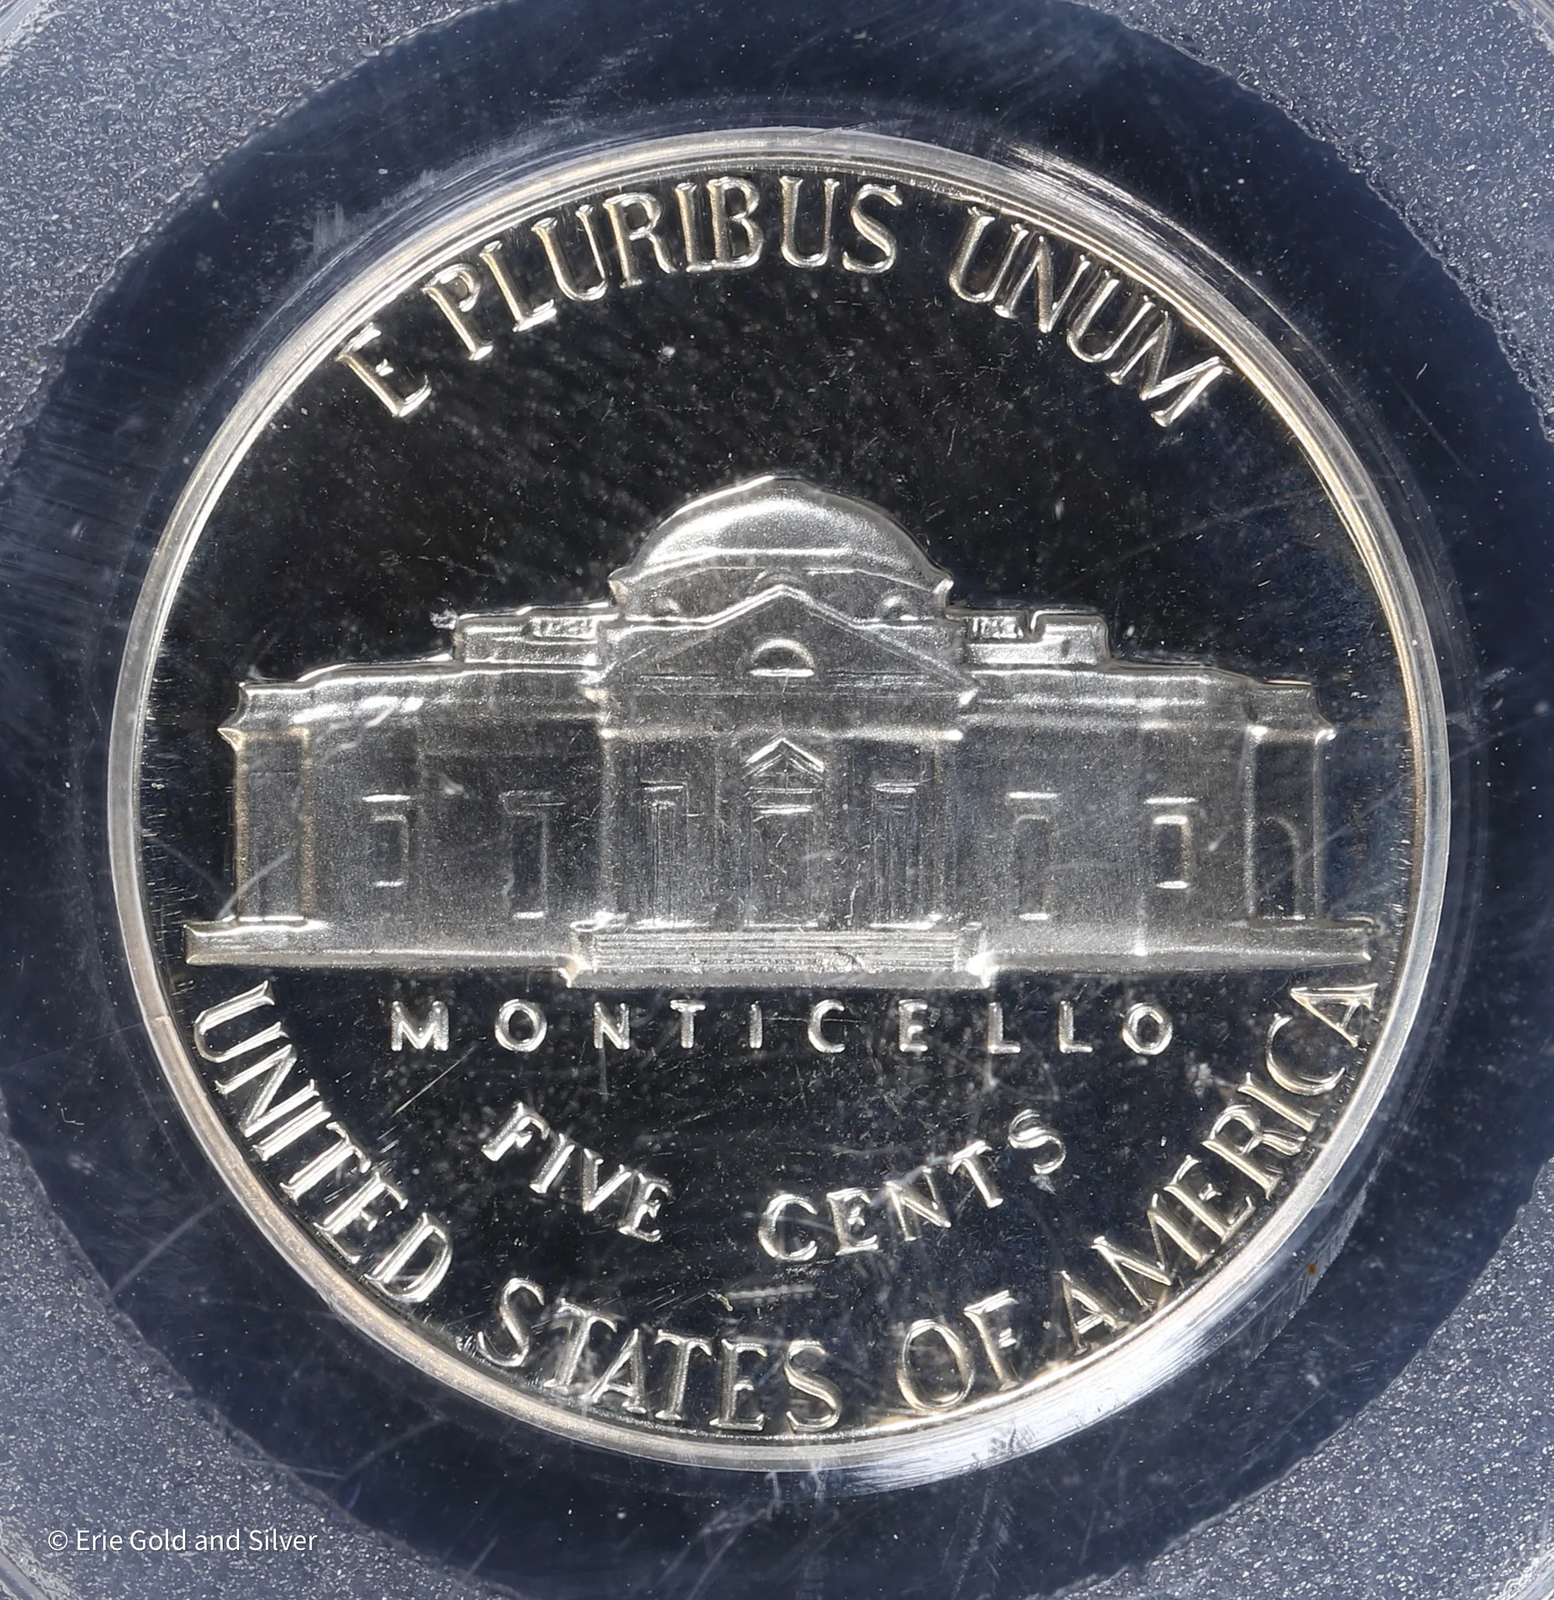 E PLURIBUS UNUM
MONTICELLO
FIVE CENTS
UNITED STATES OF AMERICA
© Erie Gold and Silver